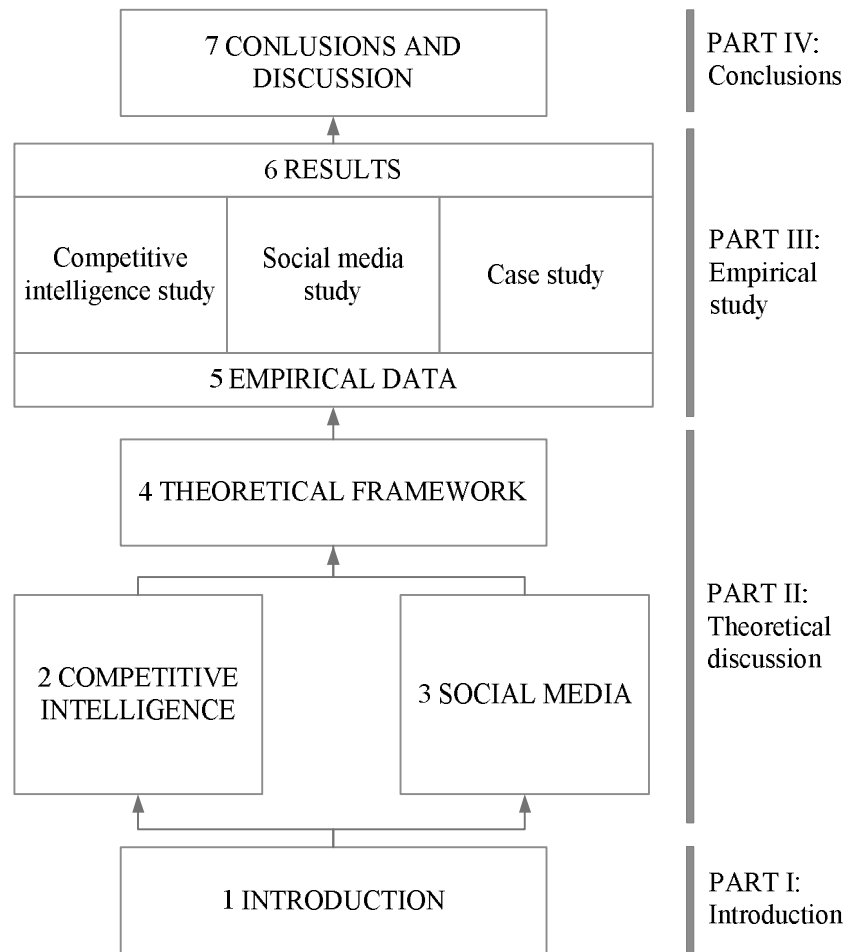 7 CONLUSIONS AND
DISCUSSION
PART IV:
Conclusions
6 RESULTS
Competitive
intelligence study
Social media
study
Case study
5 EMPIRICAL DATA
PART III:
Empirical
study
4 THEORETICAL FRAMEWORK
2 COMPETITIVE
INTELLIGENCE
3 SOCIAL MEDIA
PART II:
Theoretical
discussion
1 INTRODUCTION
PART I:
Introduction